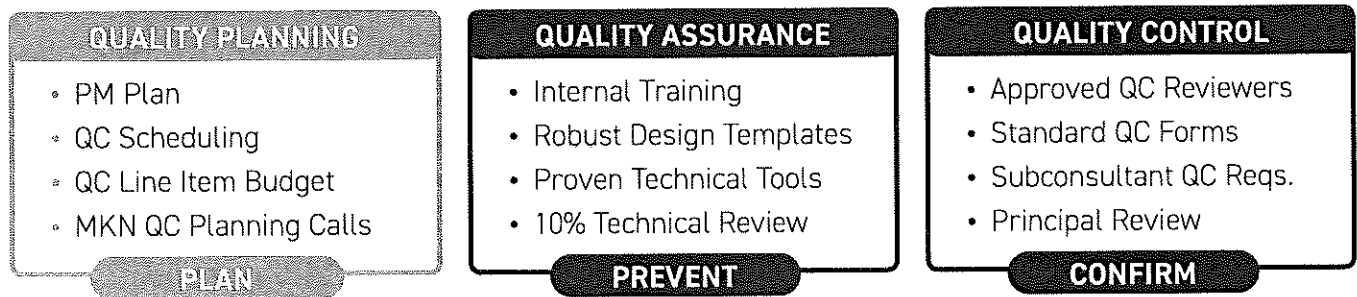 QUALITY PLANNING
• PM Plan
• QC Scheduling
• QC Line Item Budget
• MKN QC Planning Calls
PLAN
QUALITY ASSURANCE
• Internal Training
• Robust Design Templates
• Proven Technical Tools
• 10% Technical Review
PREVENT
QUALITY CONTROL
• Approved QC Reviewers
• Standard QC Forms
• Subconsultant QC Reqs.
• Principal Review
CONFIRM